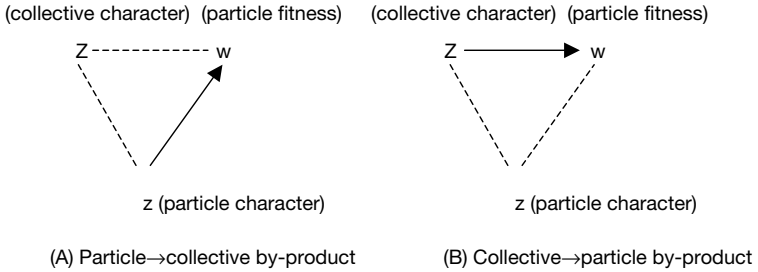 (collective character) (particle fitness) (collective character) (particle fitness)
Z w Z w
z (particle character) z (particle character)
(A) Particle→collective by-product (B) Collective→particle by-product